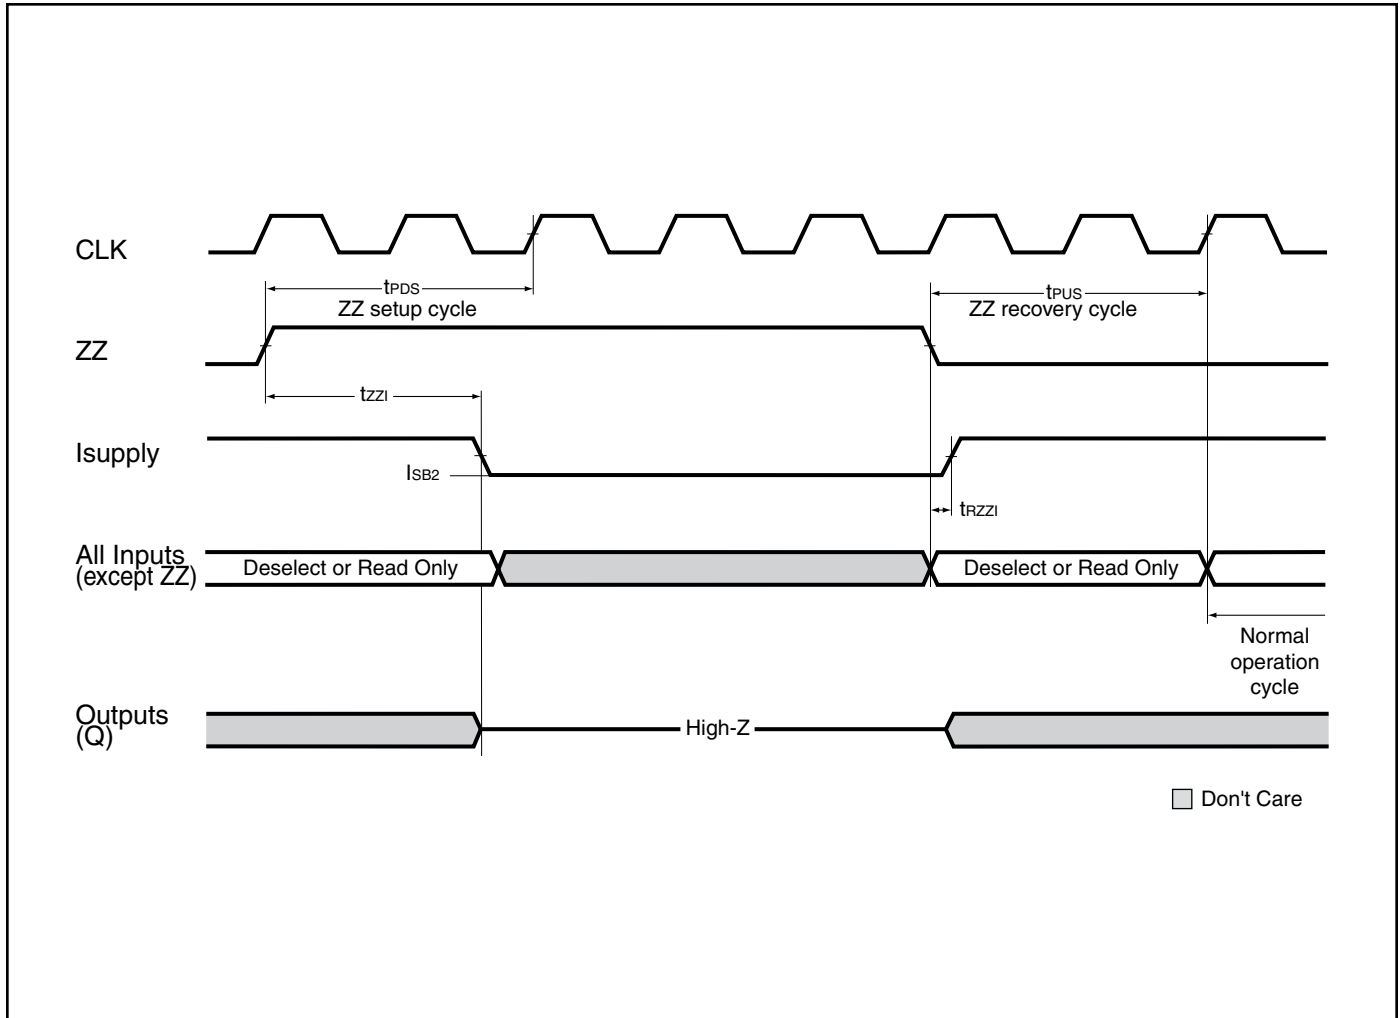 CLK
tPDS
ZZ setup cycle
tPUS
ZZ recovery cycle
ZZ
tZZI
Isupply
ISB2
tRZZI
All Inputs
(except ZZ)
Deselect or Read Only
Deselect or Read Only
Normal
operation
cycle
Outputs
(Q)
High-Z
Don't Care